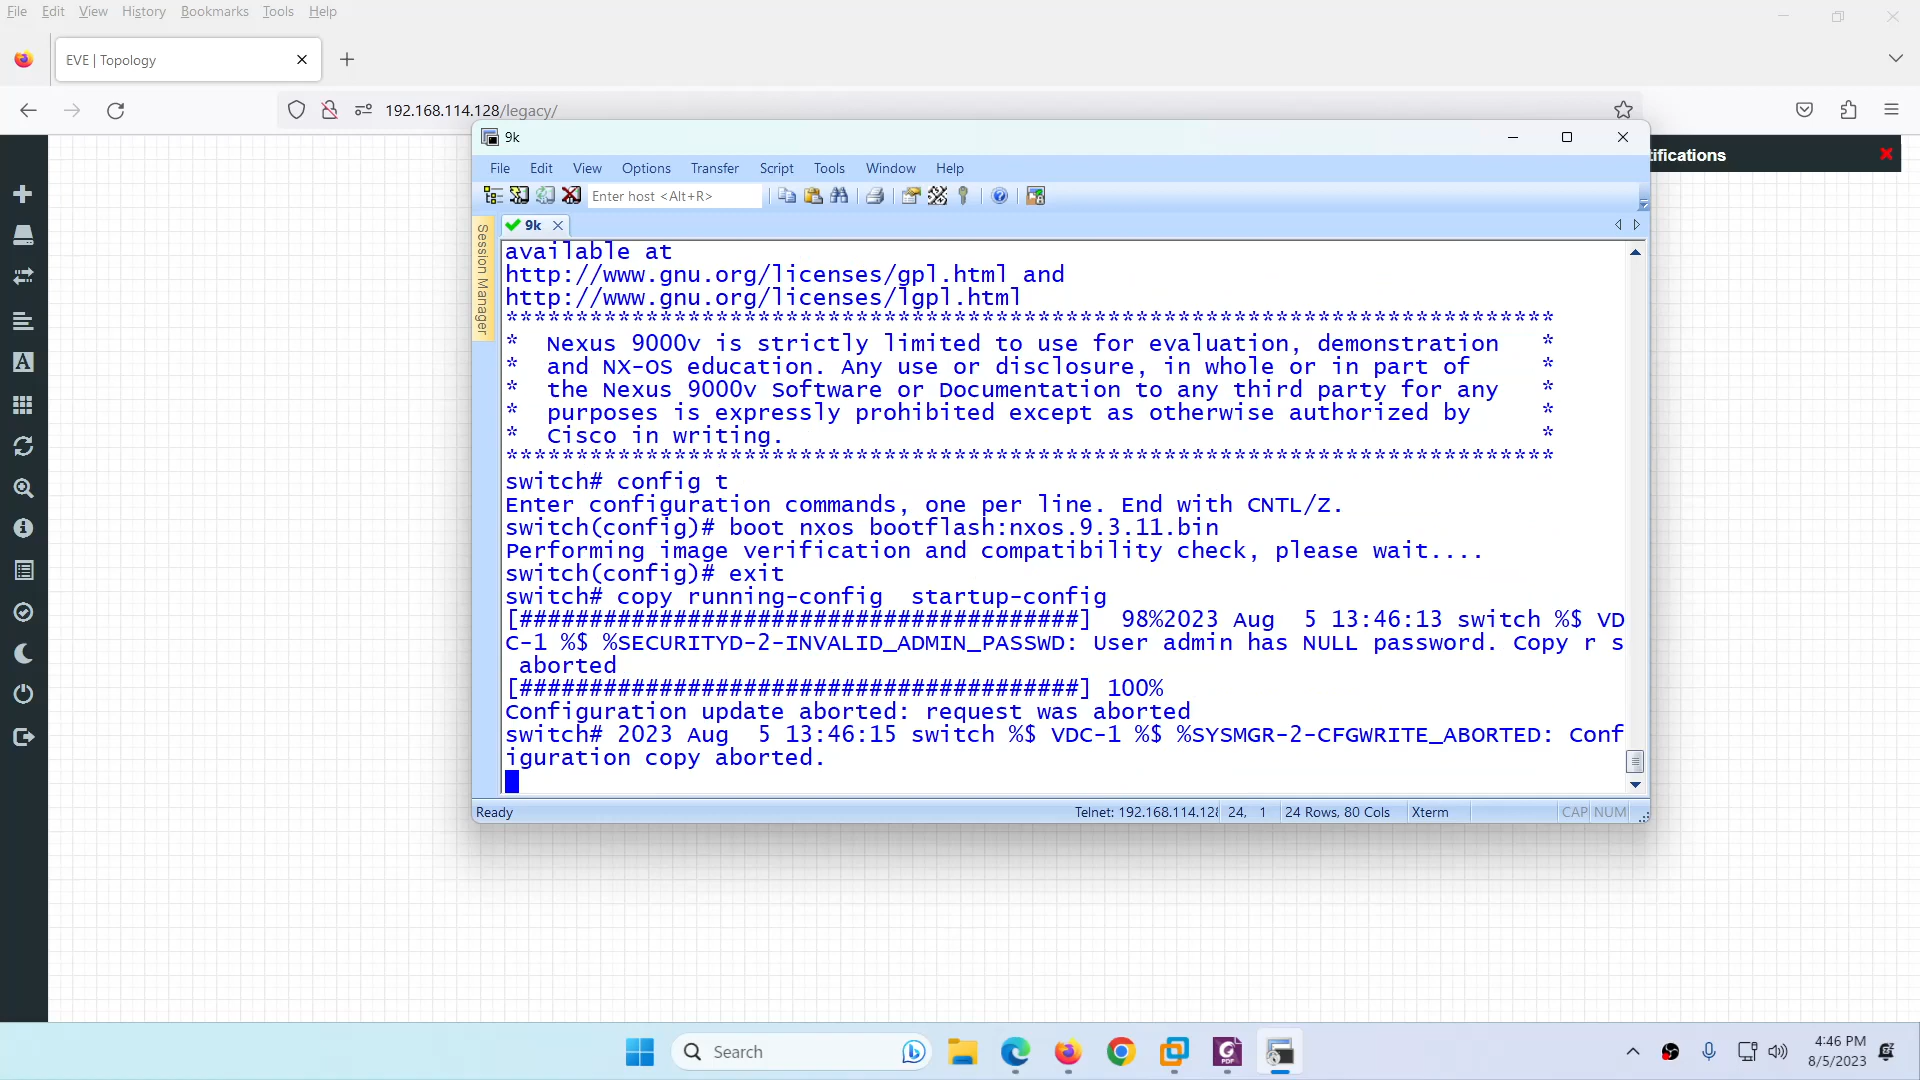 File Edit View History Bookmarks Tools Help
EVE | Topology
192.168.114.128/legacy/
9k
tifications
File Edit View Options Transfer Script Tools Window Help
Enter host <Alt+R>
9k
Session Manager
available at
http://www.gnu.org/licenses/gpl.html and
http://www.gnu.org/licenses/lgpl.html
***************************************************************************
* Nexus 9000v is strictly limited to use for evaluation, demonstration *
* and NX-OS education. Any use or disclosure, in whole or in part of *
* the Nexus 9000v Software or Documentation to any third party for any *
* purposes is expressly prohibited except as otherwise authorized by *
* Cisco in writing. *
***************************************************************************
switch# config t
Enter configuration commands, one per line. End with CNTL/Z.
switch(config)# boot nxos bootflash:nxos.9.3.11.bin
Performing image verification and compatibility check, please wait....
switch(config)# exit
switch# copy running-config  startup-config
[########################################]  98%2023 Aug  5 13:46:13 switch %$ VD
C-1 %$ %SECURITYD-2-INVALID_ADMIN_PASSWD: User admin has NULL password. Copy r s
 aborted
[########################################] 100%
Configuration update aborted: request was aborted
switch# 2023 Aug  5 13:46:15 switch %$ VDC-1 %$ %SYSMGR-2-CFGWRITE_ABORTED: Conf
iguration copy aborted.
Ready Telnet: 192.168.114.128 24, 1 24 Rows, 80 Cols Xterm CAP NUM
Search
4:46 PM
8/5/2023